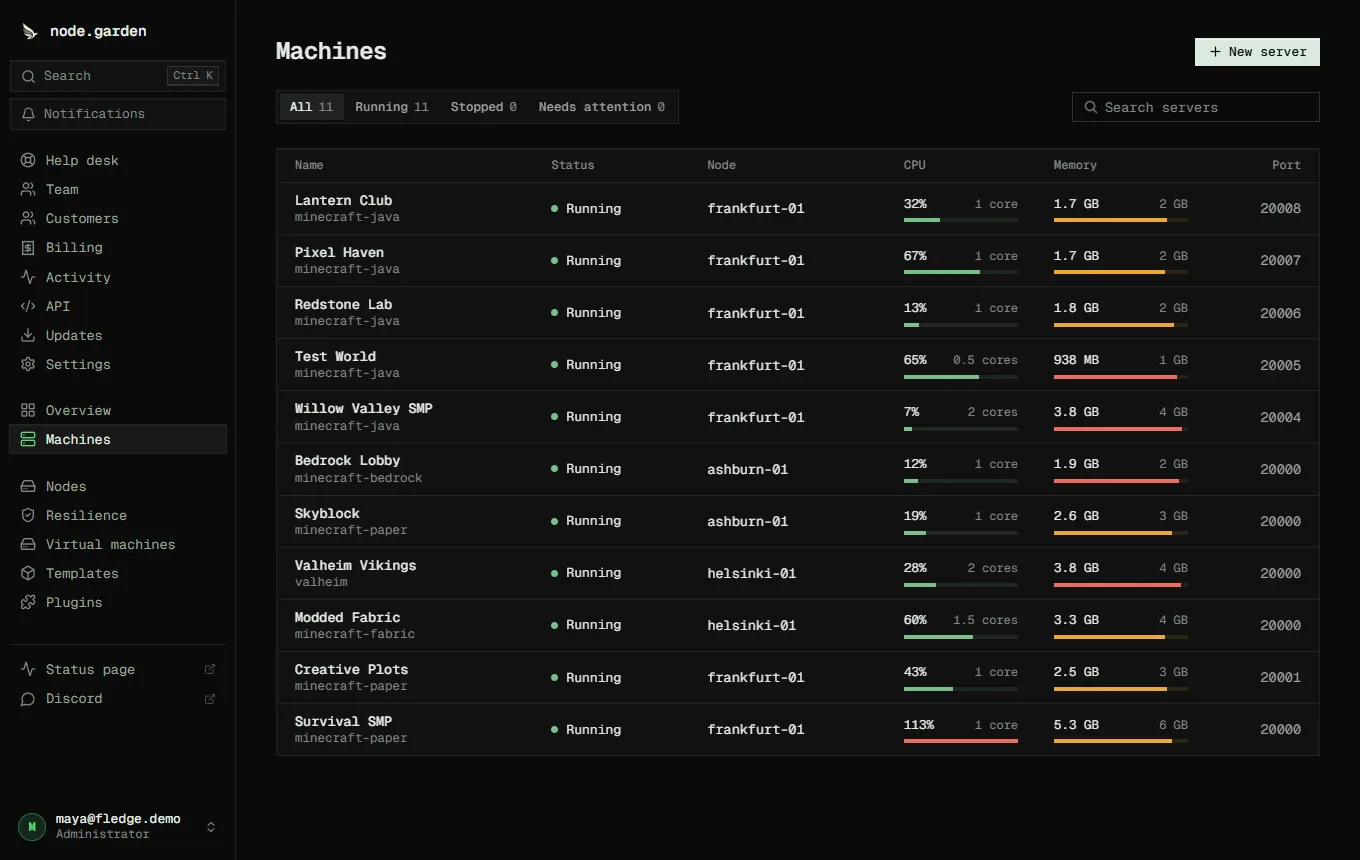 node.garden
Search Ctrl K
Notifications
Help desk
Team
Customers
Billing
Activity
API
Updates
Settings
Overview
Machines
Nodes
Resilience
Virtual machines
Templates
Plugins
Status page
Discord
M
maya@fledge.demo
Administrator
Machines
+ New server
All 11 Running 11 Stopped 0 Needs attention 0
Search servers
Name Status Node CPU Memory Port
Lantern Club
minecraft-java
Running frankfurt-01 32% 1 core 1.7 GB 2 GB 20008
Pixel Haven
minecraft-java
Running frankfurt-01 67% 1 core 1.7 GB 2 GB 20007
Redstone Lab
minecraft-java
Running frankfurt-01 13% 1 core 1.8 GB 2 GB 20006
Test World
minecraft-java
Running frankfurt-01 65% 0.5 cores 938 MB 1 GB 20005
Willow Valley SMP
minecraft-java
Running frankfurt-01 7% 2 cores 3.8 GB 4 GB 20004
Bedrock Lobby
minecraft-bedrock
Running ashburn-01 12% 1 core 1.9 GB 2 GB 20000
Skyblock
minecraft-paper
Running ashburn-01 19% 1 core 2.6 GB 3 GB 20000
Valheim Vikings
valheim
Running helsinki-01 28% 2 cores 3.8 GB 4 GB 20000
Modded Fabric
minecraft-fabric
Running helsinki-01 60% 1.5 cores 3.3 GB 4 GB 20000
Creative Plots
minecraft-paper
Running frankfurt-01 43% 1 core 2.5 GB 3 GB 20001
Survival SMP
minecraft-paper
Running frankfurt-01 113% 1 core 5.3 GB 6 GB 20000